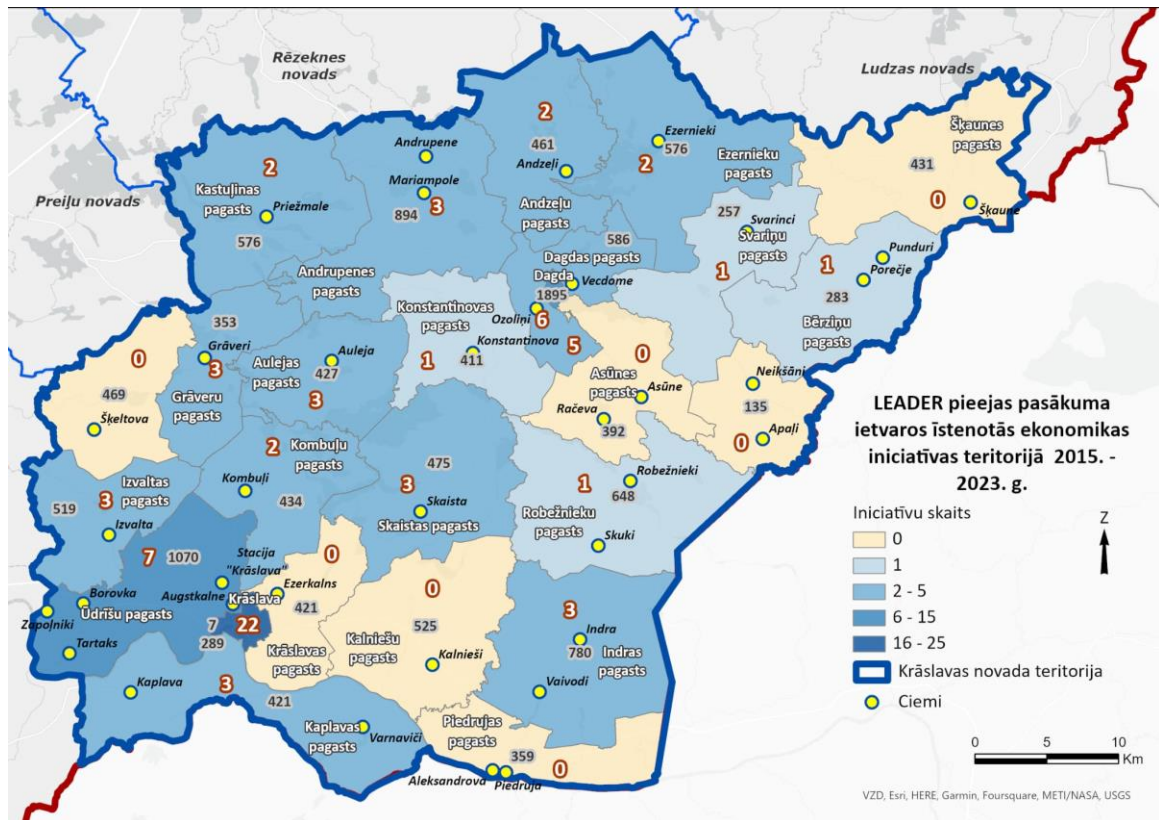 Rēzeknes
novads
Ludzas novads
Preiļu novads
2
461
Andzeļi
Andzeļu
pagasts
Ezernieki
576
2
Ezernieku
pagasts
Šķaunes
pagasts
431
0
Šķaune
Andrupene
Mariampole
894
3
Andrupenes
pagasts
2
Kastuļinas
pagasts
Priežmale
576
257
Svarinci
Svariņu
pagasts
1
Punduri
Porečje
1
283
Bērziņu
pagasts
586
Dagdas pagasts
Dagda
Vecdome
1895
Ozoliņi
6
5
Konstantinovas
pagasts
Konstantinova
1
411
353
Grāveri
3
Grāveru
pagasts
Aulejas
pagasts
Auleja
427
3
0
469
Šķeltova
0
Asūnes
pagasts
Asūne
Račeva
392
Neikšāni
135
Apaļi
0
2
Kombuļu
pagasts
Kombuļi
434
475
3
Skaista
Skaistas pagasts
1
Robežnieki
648
Robežnieku
pagasts
Skuki
Izvaltas
pagasts
519
3
Izvalta
7
1070
Stacija
"Krāslava"
Augstkalne
Borovka
Ūdrīšu pagasts
Zapoļniki
Tartaks
Krāslava
22
7
289
0
Ezerkalns
421
Krāslavas
pagasts
0
525
Kalniešu
pagasts
Kalnieši
3
Indra
780
Indras
pagasts
Vaivodi
Kaplava
3
421
Kaplavas
pagasts
Varnaviči
Piedrujas
pagasts
359
0
Aleksandrova
Piedruja
LEADER pieejas pasākuma
ietvaros īstenotās ekonomikas
iniciatīvas teritorijā 2015. -
2023. g.
Iniciatīvu skaits
0
1
2 - 5
6 - 15
16 - 25
Krāslavas novada teritorija
Ciemi
Z
0 5 10
Km
VZD, Esri, HERE, Garmin, Foursquare, METI/NASA, USGS